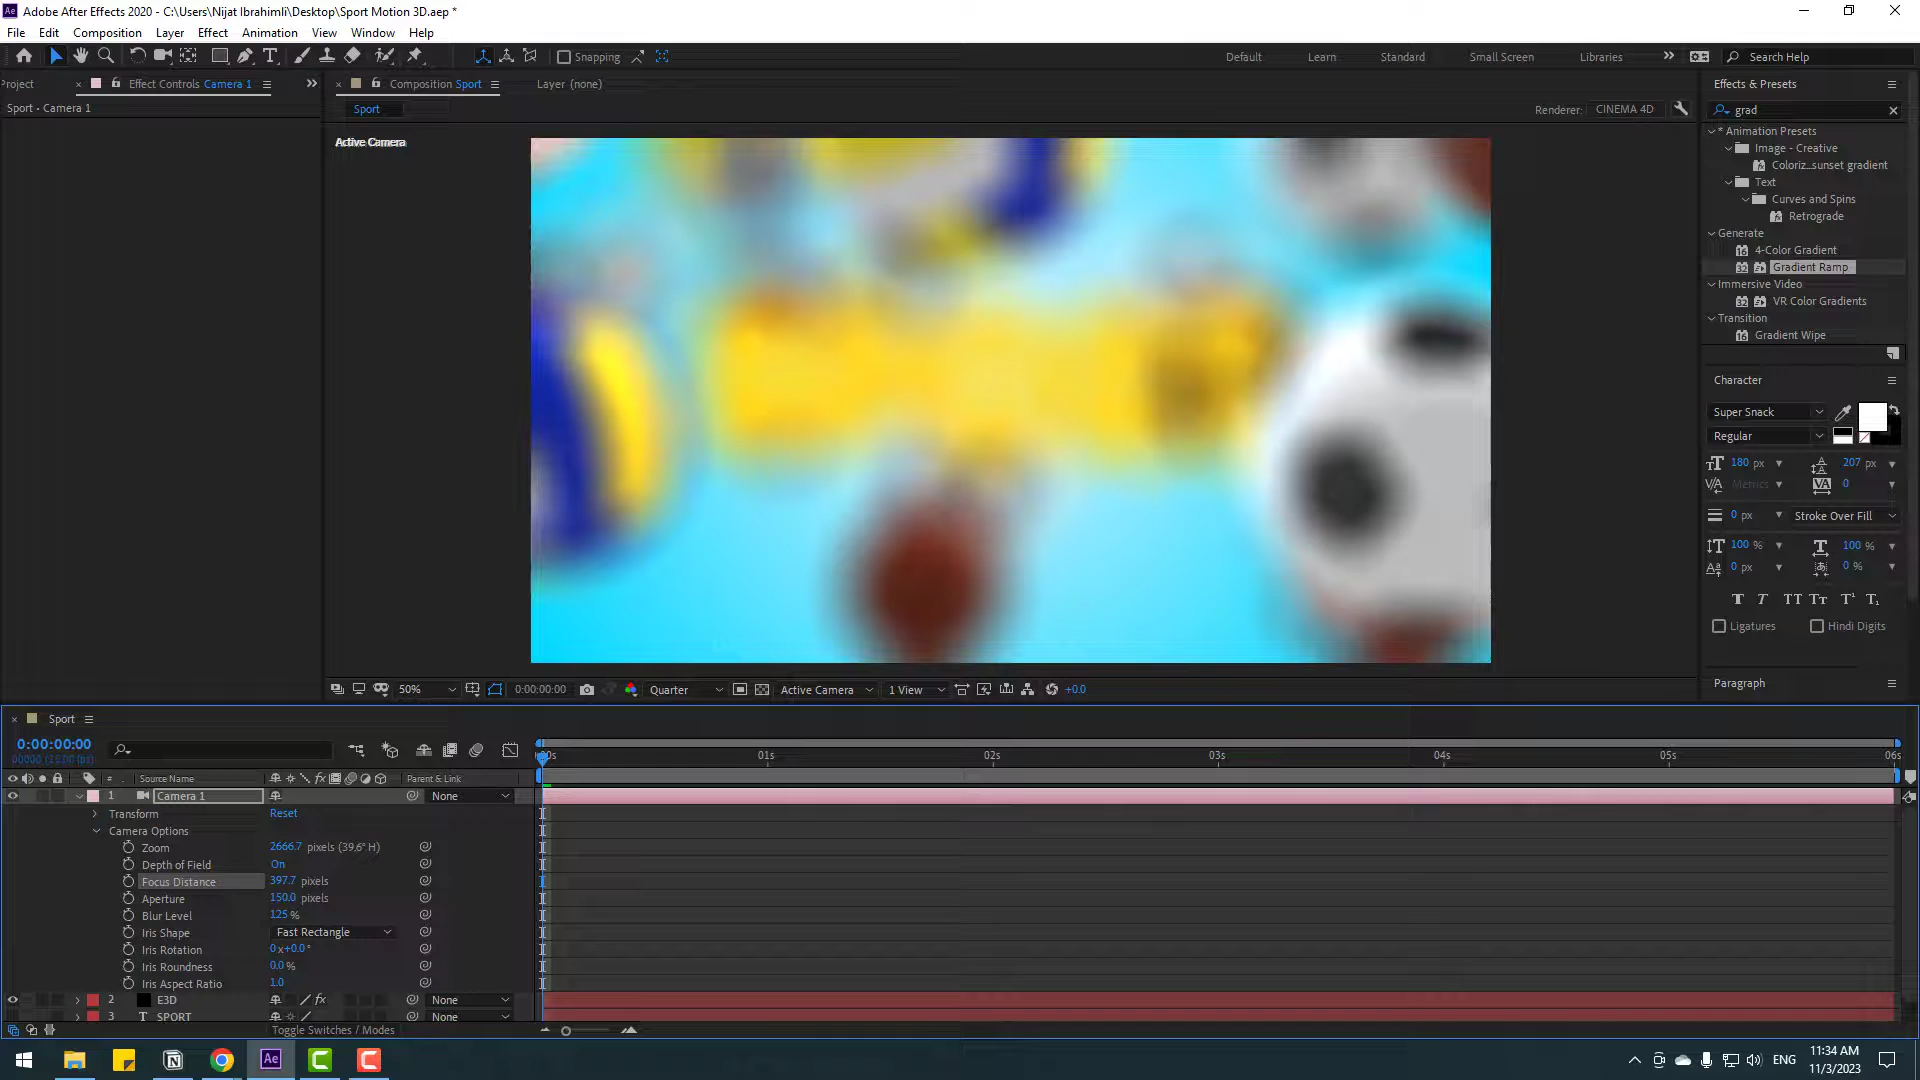 Adobe After Effects 2020 - C:\Users\Nijat Ibrahimli\Desktop\Sport Motion 3D.aep *
File Edit Composition Layer Effect Animation View Window Help
Snapping
Default Learn Standard Small Screen Libraries Search Help
Project Effect Controls Camera 1 Composition Sport Layer (none) Effects & Presets
Sport - Camera 1
Sport
Renderer: CINEMA 4D
grad
Active Camera
* Animation Presets
Image - Creative
Coloriz...sunset gradient
Text
Curves and Spins
Retrograde
Generate
4-Color Gradient
Gradient Ramp
Immersive Video
VR Color Gradients
Transition
Gradient Wipe
Character
Super Snack
Regular
180 px 207 px
Metrics 0
0 px Stroke Over Fill
100 % 100 %
0 px 0 %
T T TT Tt T¹ T₁
Ligatures Hindi Digits
Paragraph
50% 0:00:00:00 Quarter Active Camera 1 View +0.0
Sport
0:00:00:00
:00s 01s 02s 03s 04s 05s 06s
# Source Name Parent & Link
1 Camera 1 None
Transform Reset
Camera Options
Zoom 2666.7 pixels (39,6° H)
Depth of Field On
Focus Distance 397.7 pixels
Aperture 150.0 pixels
Blur Level 125 %
Iris Shape Fast Rectangle
Iris Rotation 0 x+0.0 °
Iris Roundness 0.0 %
Iris Aspect Ratio 1.0
2 E3D None
3 T SPORT None
Toggle Switches / Modes
Ae
ENG
11:34 AM
11/3/2023